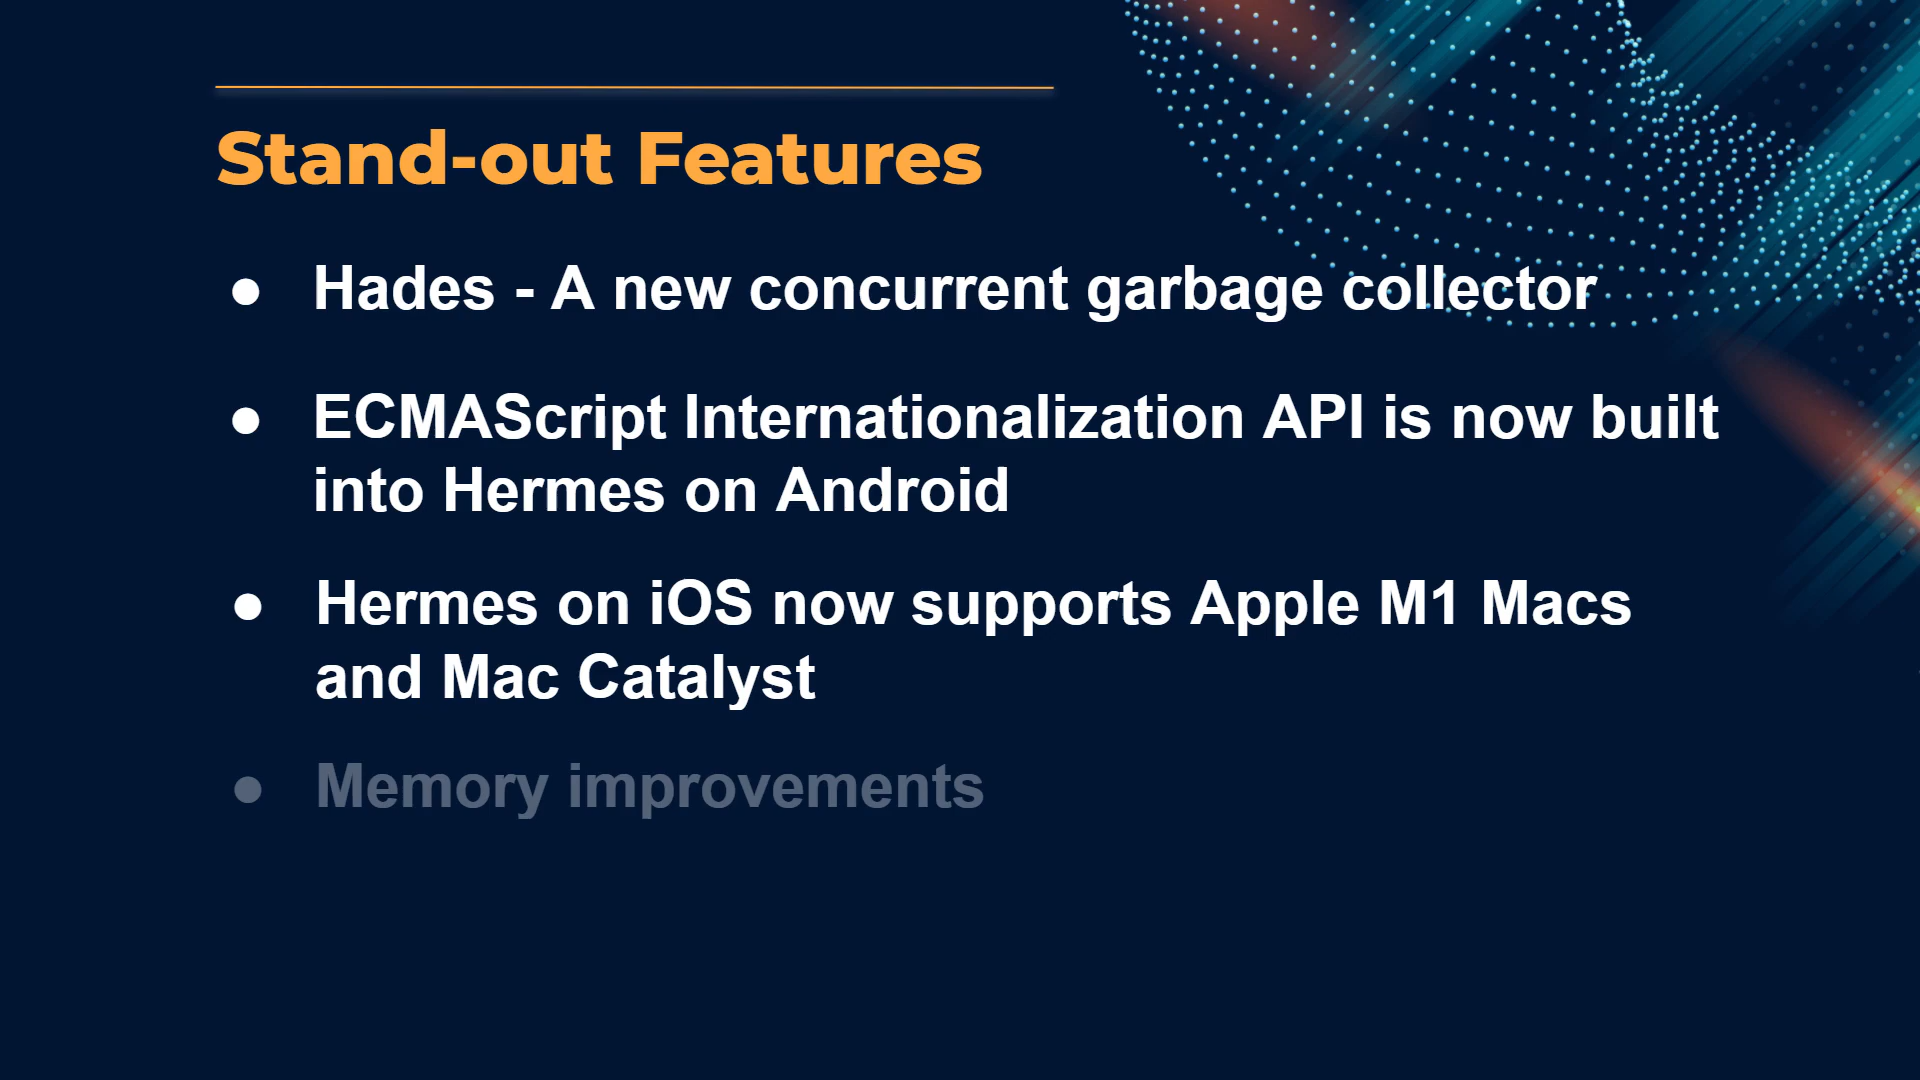 Stand-out Features
● Hades - A new concurrent garbage collector
● ECMAScript Internationalization API is now built
into Hermes on Android
● Hermes on iOS now supports Apple M1 Macs
and Mac Catalyst
● Memory improvements